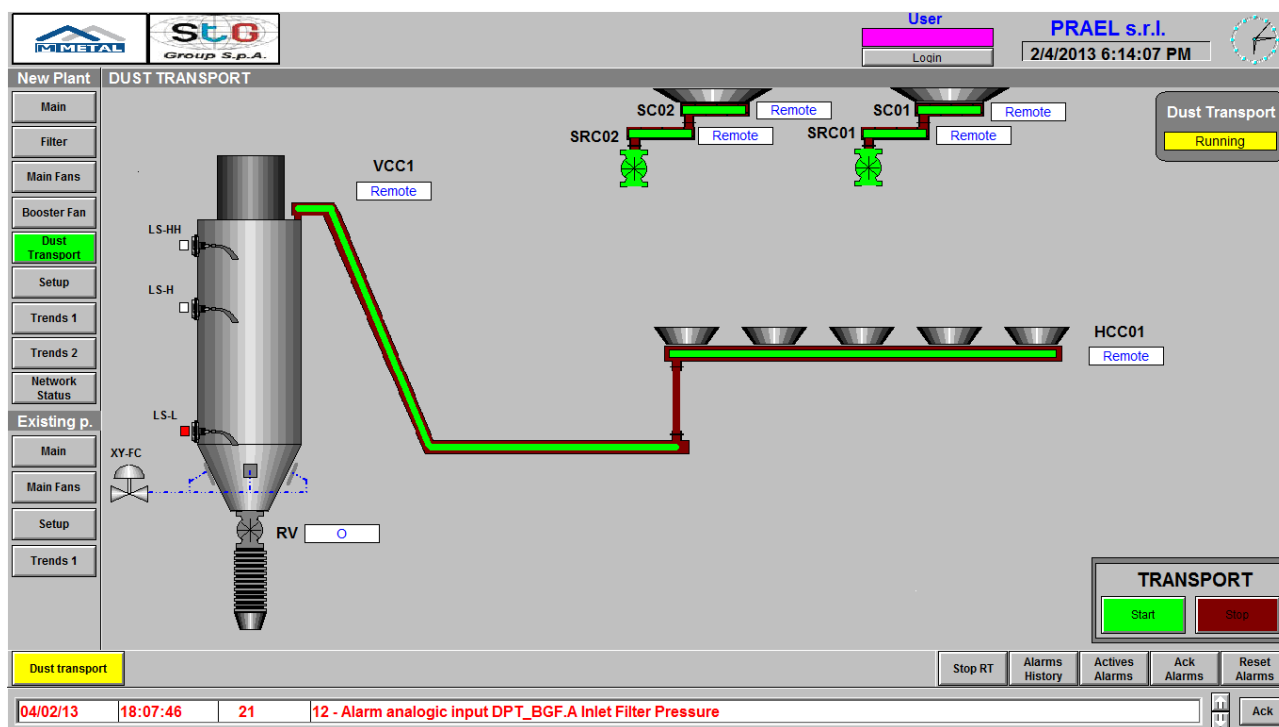 M METAL
StG
Group S.p.A.
User
Login
PRAEL s.r.l.
2/4/2013 6:14:07 PM
New Plant
DUST TRANSPORT
Main
Filter
Main Fans
Booster Fan
Dust
Transport
Setup
Trends 1
Trends 2
Network
Status
Existing p.
Main
Main Fans
Setup
Trends 1
SC02
Remote
SRC02
Remote
SC01
Remote
SRC01
Remote
Dust Transport
Running
VCC1
Remote
LS-HH
LS-H
LS-L
XY-FC
RV
O
HCC01
Remote
TRANSPORT
Start
Stop
Dust transport
Stop RT
Alarms
History
Actives
Alarms
Ack
Alarms
Reset
Alarms
04/02/13 18:07:46 21 12 - Alarm analogic input DPT_BGF.A Inlet Filter Pressure
Ack